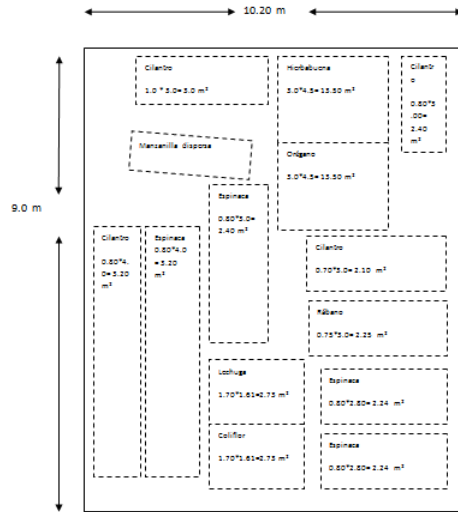 10.20 m
9.0 m
Cilantro
1.0 * 3.0= 3.0 m²
Hierbabuena
3.0*4.5= 13.50 m²
Cilantr
o
0.80*3
.00=
2.40
m²
Manzanilla dispersa
Orégano
3.0*4.5= 13.50 m²
Espinaca
0.80*3.0=
2.40 m²
Cilantro
0.80*4.
0= 3.20
m²
Espinaca
0.80*4.0
= 3.20
m²
Cilantro
0.70*3.0= 2.10 m²
Rábano
0.75*3.0= 2.25 m²
Lechuga
1.70*1.61=2.73 m²
Espinaca
0.80*2.80= 2.24 m²
Coliflor
1.70*1.61=2.73 m²
Espinaca
0.80*2.80= 2.24 m²